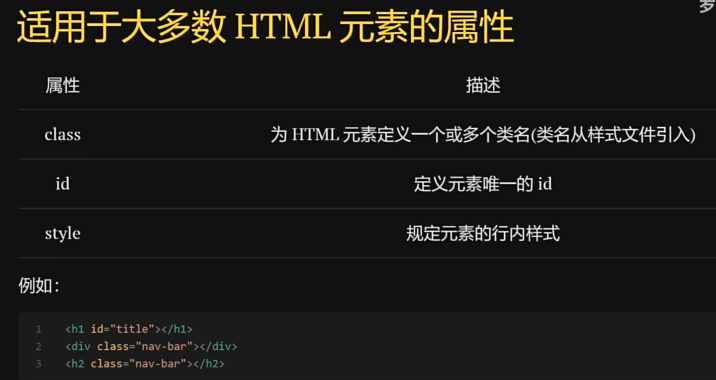 适用于大多数 HTML 元素的属性
属性 描述
class 为 HTML 元素定义一个或多个类名(类名从样式文件引入)
id 定义元素唯一的 id
style 规定元素的行内样式
例如：
1 <h1 id="title"></h1>
2 <div class="nav-bar"></div>
3 <h2 class="nav-bar"></h2>